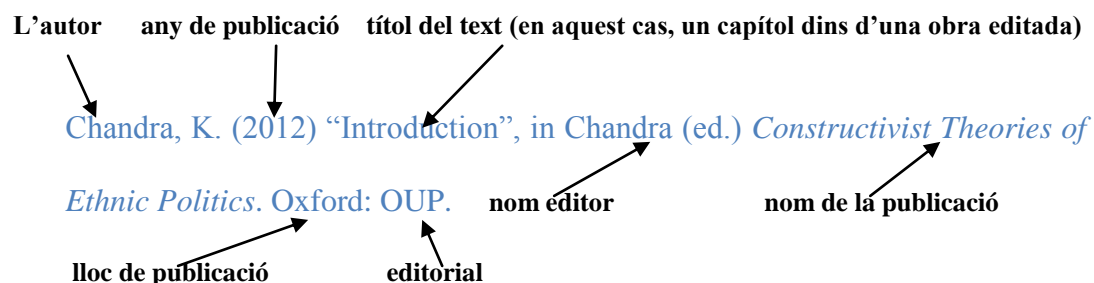 L’autor any de publicació títol del text (en aquest cas, un capítol dins d’una obra editada)
Chandra, K. (2012) “Introduction”, in Chandra (ed.) Constructivist Theories of
Ethnic Politics. Oxford: OUP. nom editor nom de la publicació
lloc de publicació editorial